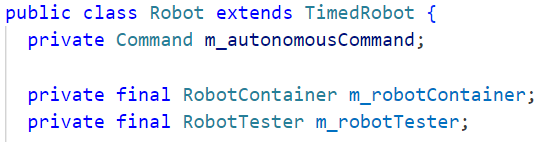 public class Robot extends TimedRobot {
private Command m_autonomousCommand;
private final RobotContainer m_robotContainer;
private final RobotTester m_robotTester;